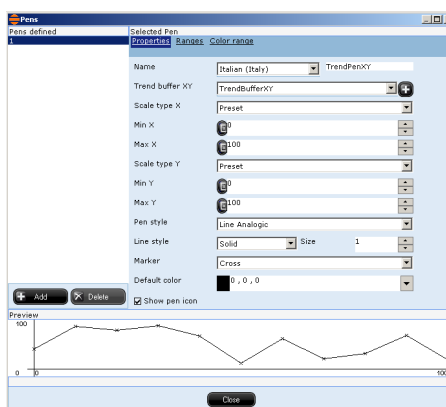 Pens
Pens defined
Selected Pen
1
Properties Ranges Color range
Name Italian (Italy) TrendPenXY
Trend buffer XY TrendBufferXY
Scale type X Preset
Min X 0
Max X 100
Scale type Y Preset
Min Y 0
Max Y 100
Pen style Line Analogic
Line style Solid Size 1
Marker Cross
Default color 0 , 0 , 0
Add Delete
Show pen icon
Preview
100
0 0 100
Close